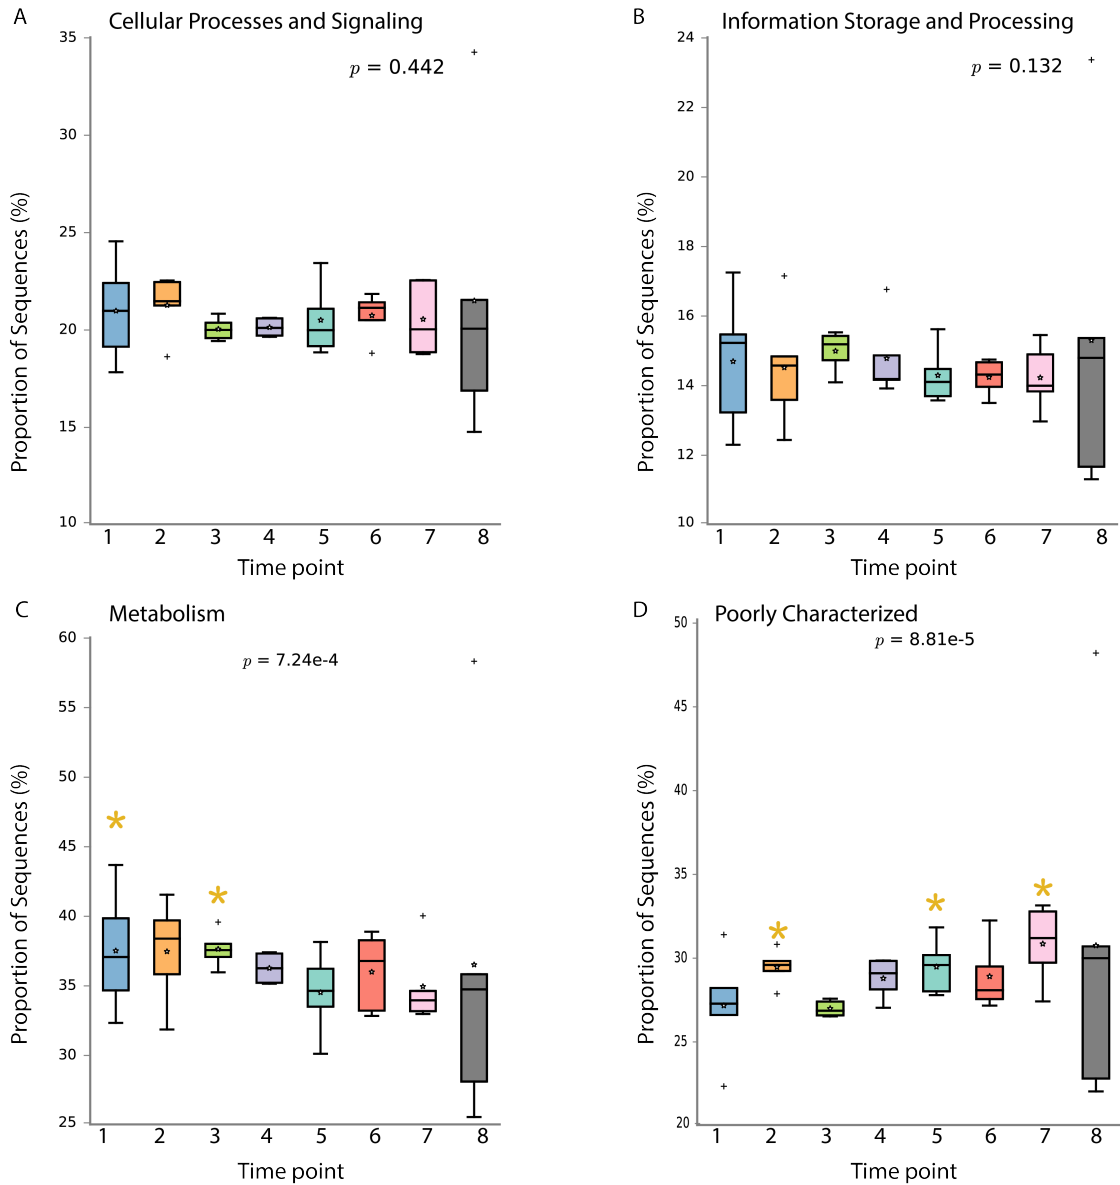 A
Cellular Processes and Signaling
p = 0.442
Proportion of Sequences (%)
35
30
25
20
15
10
1 2 3 4 5 6 7 8
Time point
B
Information Storage and Processing
p = 0.132
Proportion of Sequences (%)
24
22
20
18
16
14
12
10
1 2 3 4 5 6 7 8
Time point
C
Metabolism
p = 7.24e-4
Proportion of Sequences (%)
60
55
50
45
40
35
30
25
1 2 3 4 5 6 7 8
Time point
D
Poorly Characterized
p = 8.81e-5
Proportion of Sequences (%)
50
45
40
35
30
25
20
1 2 3 4 5 6 7 8
Time point